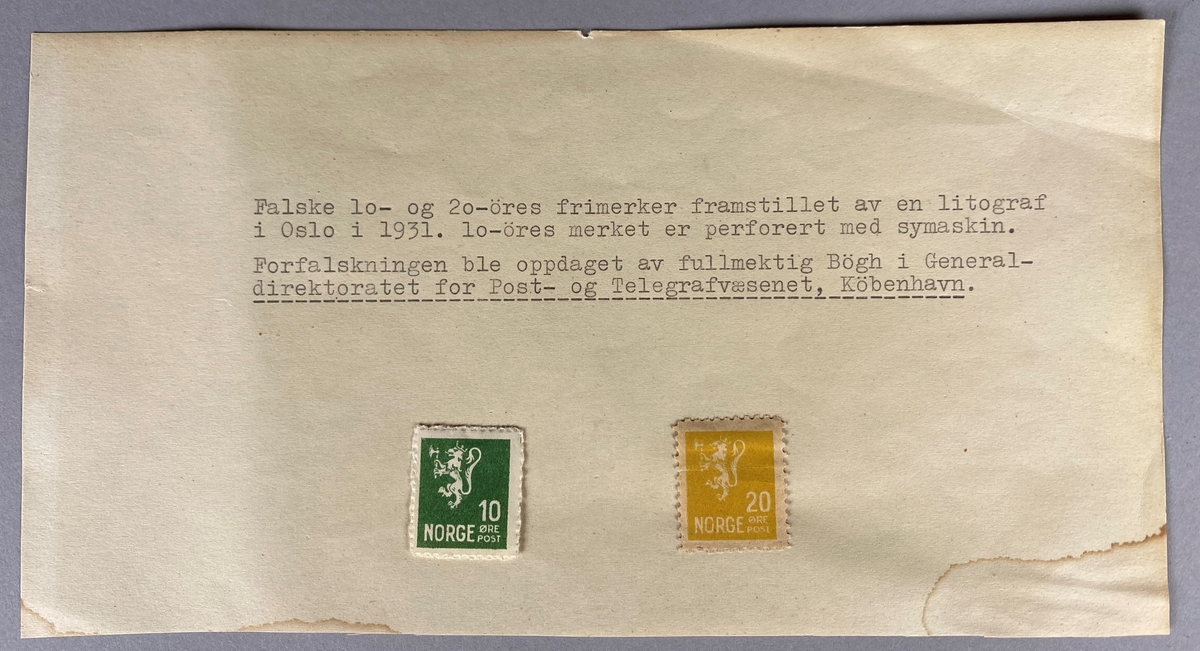 Falske lo- og 2o-öres frimerker framstillet av en litograf
i Oslo i 1931. lo-öres merket er perforert med symaskin.
Forfalskningen ble oppdaget av fullmektig Bögh i General-
direktoratet for Post- og Telegrafvæsenet, Köbenhavn.
10
NORGE ØRE
POST
20
NORGE ØRE
POST